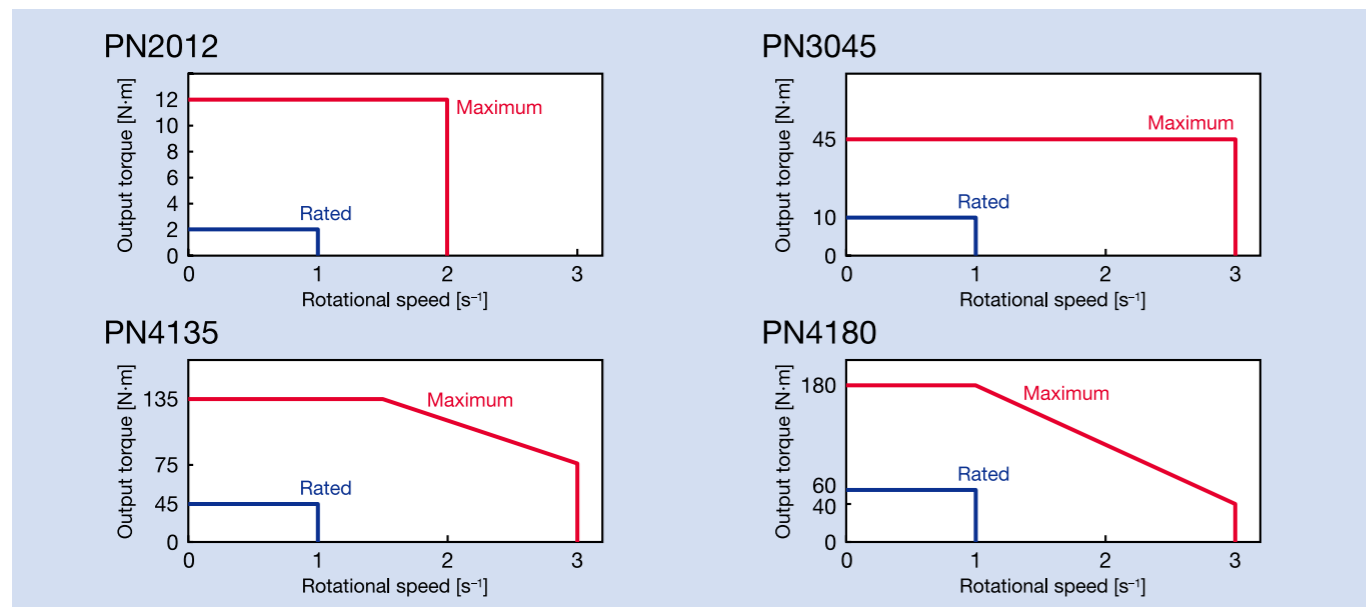 PN2012
Output torque [N·m]
12
10
8
6
4
2
0
Maximum
Rated
0 1 2 3
Rotational speed [s⁻¹]
PN3045
Output torque [N·m]
45
10
0
Maximum
Rated
0 1 2 3
Rotational speed [s⁻¹]
PN4135
Output torque [N·m]
135
75
45
0
Maximum
Rated
0 1 2 3
Rotational speed [s⁻¹]
PN4180
Output torque [N·m]
180
60
40
0
Maximum
Rated
0 1 2 3
Rotational speed [s⁻¹]